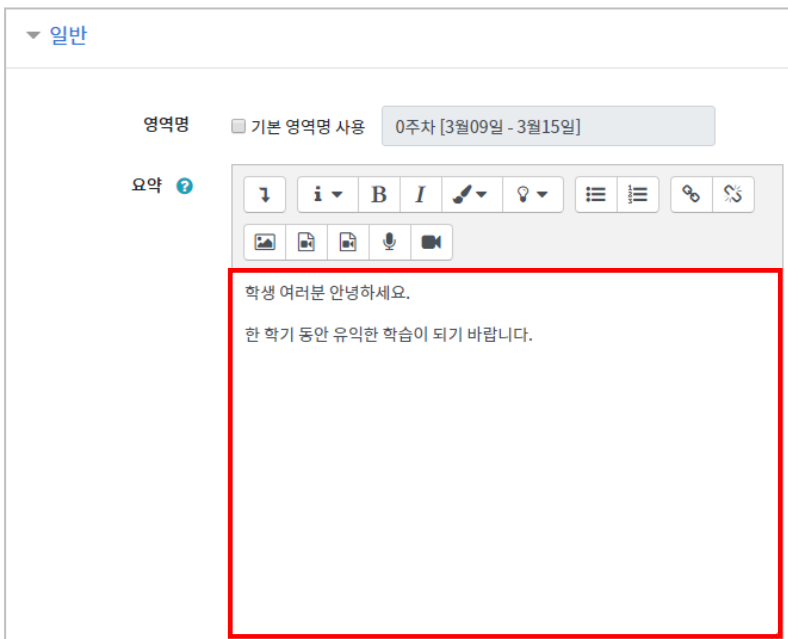 일반
영역명
기본 영역명 사용
0주차 [3월09일 - 3월15일]
요약
학생 여러분 안녕하세요.
한 학기 동안 유익한 학습이 되기 바랍니다.